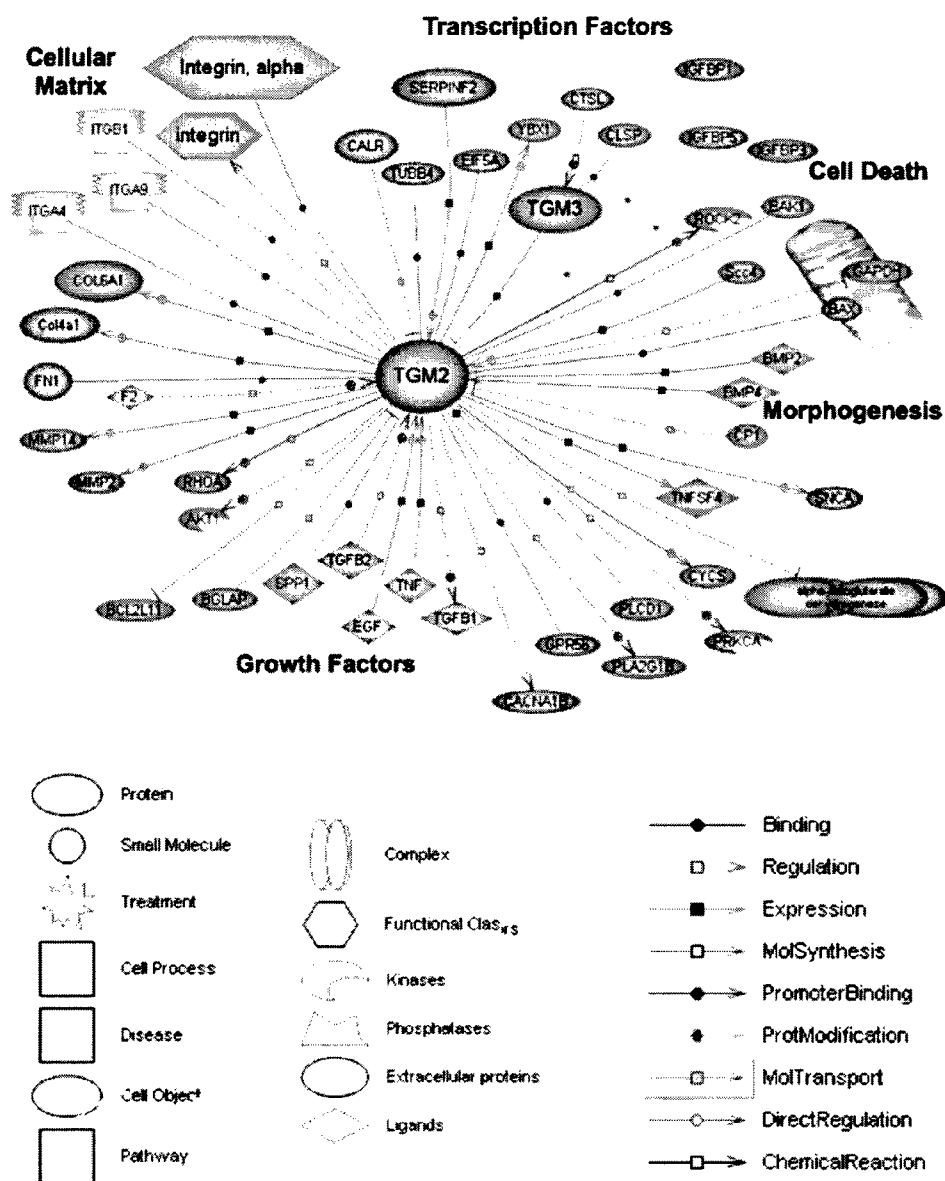 Transcription Factors
Cellular
Matrix
Integrin, alpha
SERPINF2
IGFBP1
CTSL
ITGB1
integrin
CALR
YBX1
CLSP
IGFBP5
IGFBP3
EIF5A
TUBB4
Cell Death
ITGA9
TGM3
ITGA4
ROCK2
BAK1
COL6A1
Scc4
GAPDH
Col4a1
BAX
TGM2
BMP2
FN1
F2
BMP4
Morphogenesis
MMP14
CP1
MMP2
RHOA
TNFSF4
SNCA
AKT1
TGFB2
CYCS
SPP1
TNF
BCL2L11
BGLAP
TGFB1
PLCD1
EGF
PRKCA
GPR56
Growth Factors
PLA2G1B
CACNA1B
Protein
Small Molecule
Treatment
Cell Process
Disease
Cell Object
Pathway
Complex
Functional Class
Kinases
Phosphatases
Extracellular proteins
Ligands
Binding
Regulation
Expression
MolSynthesis
PromoterBinding
ProtModification
MolTransport
DirectRegulation
ChemicalReaction